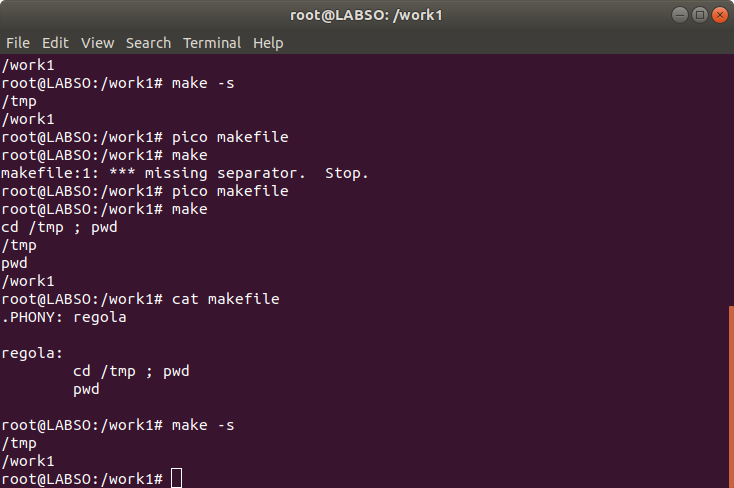 root@LABSO: /work1
File Edit View Search Terminal Help
/work1
root@LABSO:/work1# make -s
/tmp
/work1
root@LABSO:/work1# pico makefile
root@LABSO:/work1# make
makefile:1: *** missing separator.  Stop.
root@LABSO:/work1# pico makefile
root@LABSO:/work1# make
cd /tmp ; pwd
/tmp
pwd
/work1
root@LABSO:/work1# cat makefile
.PHONY: regola
regola:
        cd /tmp ; pwd
        pwd
root@LABSO:/work1# make -s
/tmp
/work1
root@LABSO:/work1#